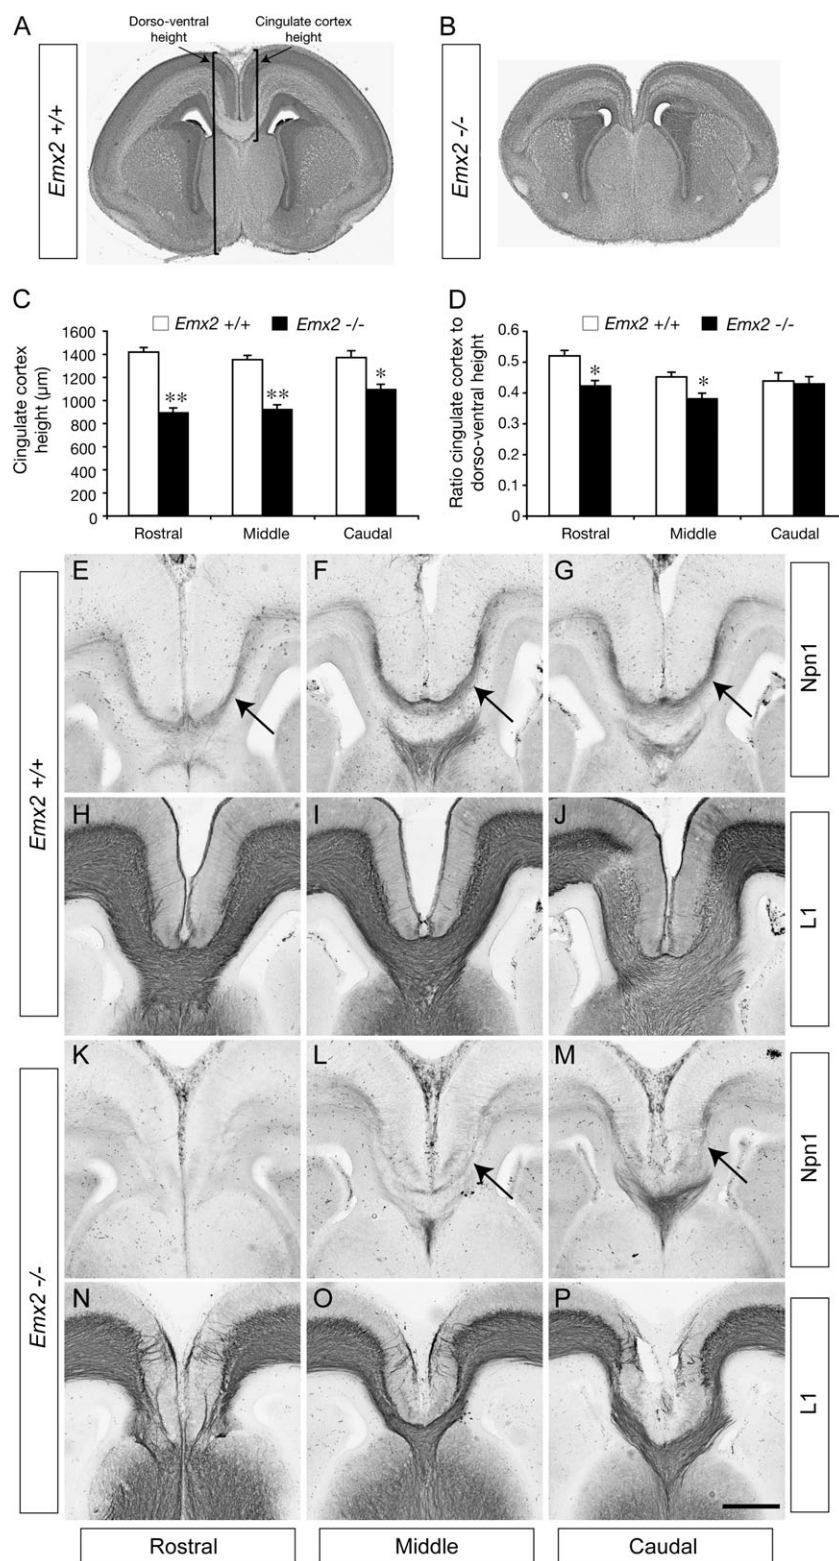 A
Dorso-ventral
height
Cingulate cortex
height
Emx2 +/+
B
Emx2 -/-
C
Emx2 +/+
Emx2 -/-
Cingulate cortex
height (μm)
1600
1400
1200
1000
800
600
400
200
0
**
**
*
Rostral
Middle
Caudal
D
Emx2 +/+
Emx2 -/-
Ratio cingulate cortex to
dorso-ventral height
0.6
0.5
0.4
0.3
0.2
0.1
0
*
*
Rostral
Middle
Caudal
E
F
G
Npn1
Emx2 +/+
H
I
J
L1
K
L
M
Npn1
Emx2 -/-
N
O
P
L1
Rostral
Middle
Caudal